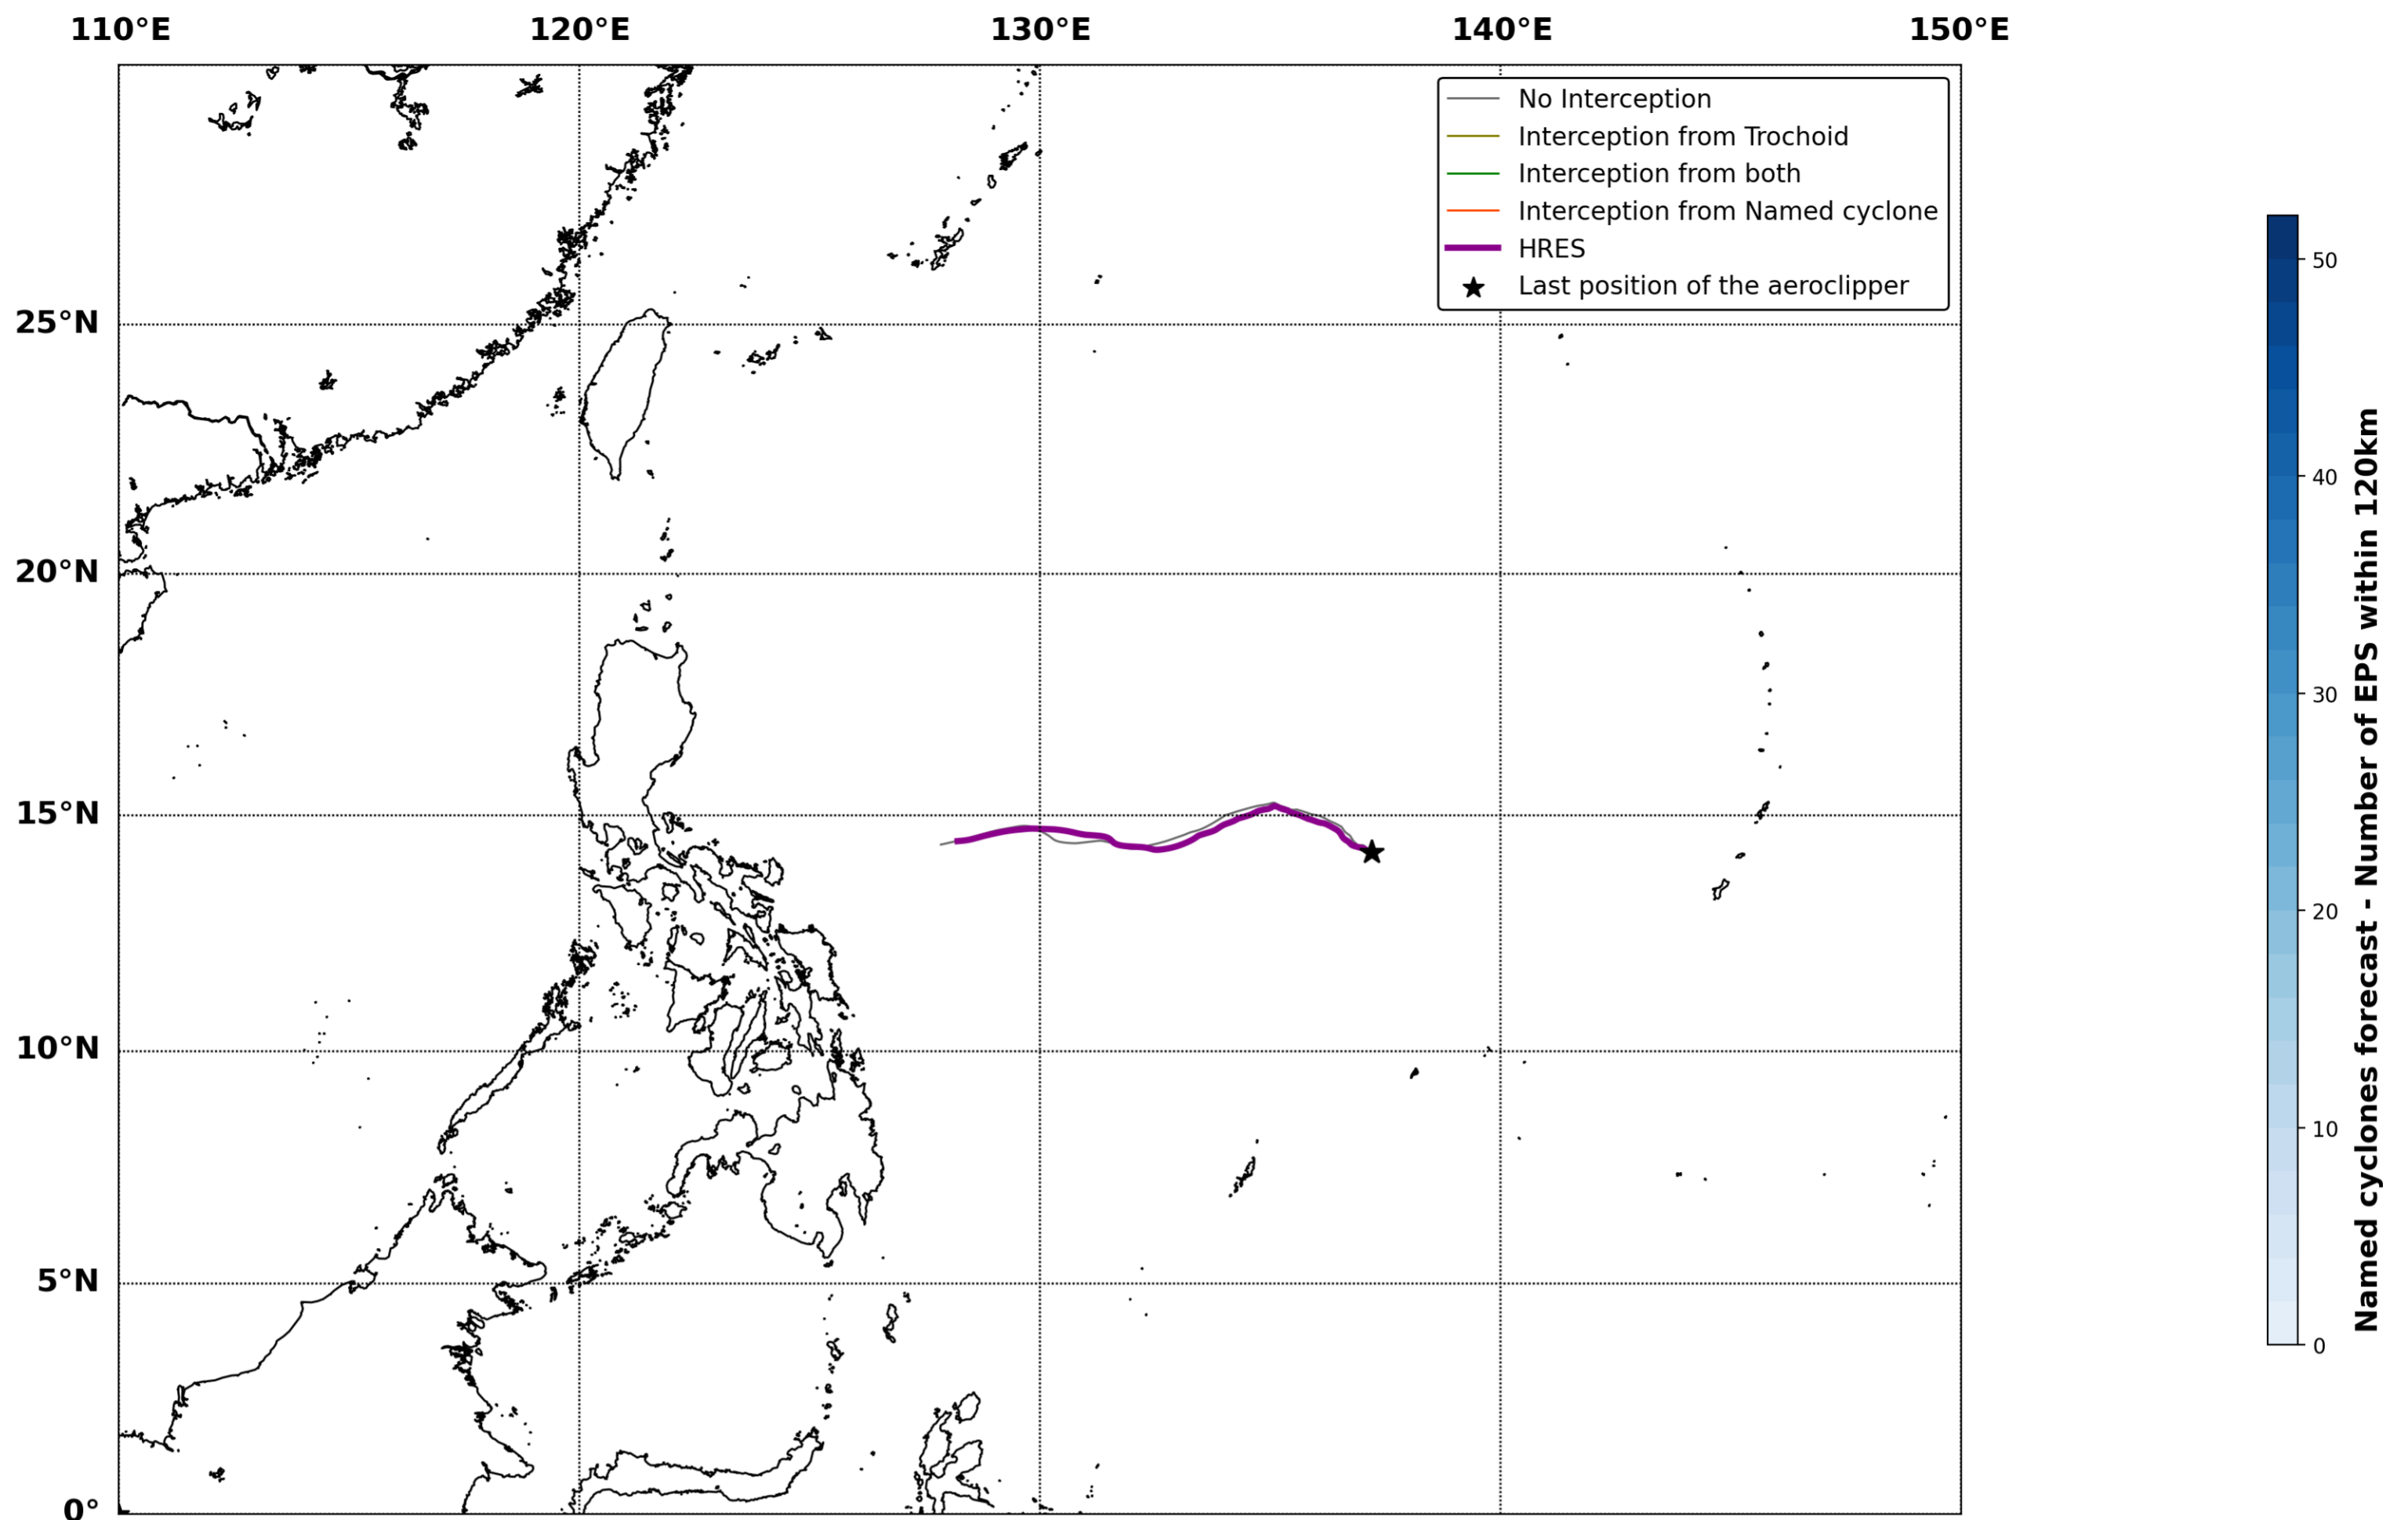 110°E 120°E 130°E 140°E 150°E
No Interception
Interception from Trochoid
Interception from both
Interception from Named cyclone
HRES
Last position of the aeroclipper
25°N
20°N
15°N
10°N
5°N
0°
50
40
30
20
10
0
Named cyclones forecast - Number of EPS within 120km